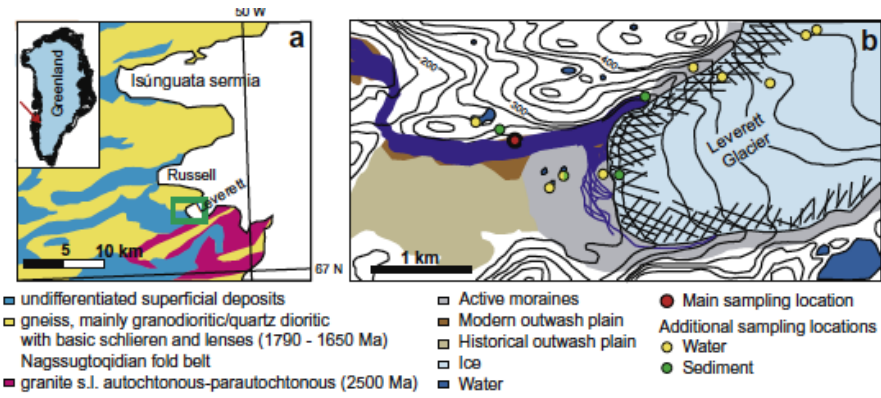 50 W
a
Isúnguata sermia
Greenland
Russell
Leverett
5 10 km
67 N
b
200
300
400
Leverett
Glacier
1 km
undifferentiated superficial deposits
gneiss, mainly granodioritic/quartz dioritic
with basic schlieren and lenses (1790 - 1650 Ma)
Nagssugtoqidian fold belt
granite s.l. autochtonous-parautochtonous (2500 Ma)
Active moraines
Modern outwash plain
Historical outwash plain
Ice
Water
Main sampling location
Additional sampling locations
Water
Sediment